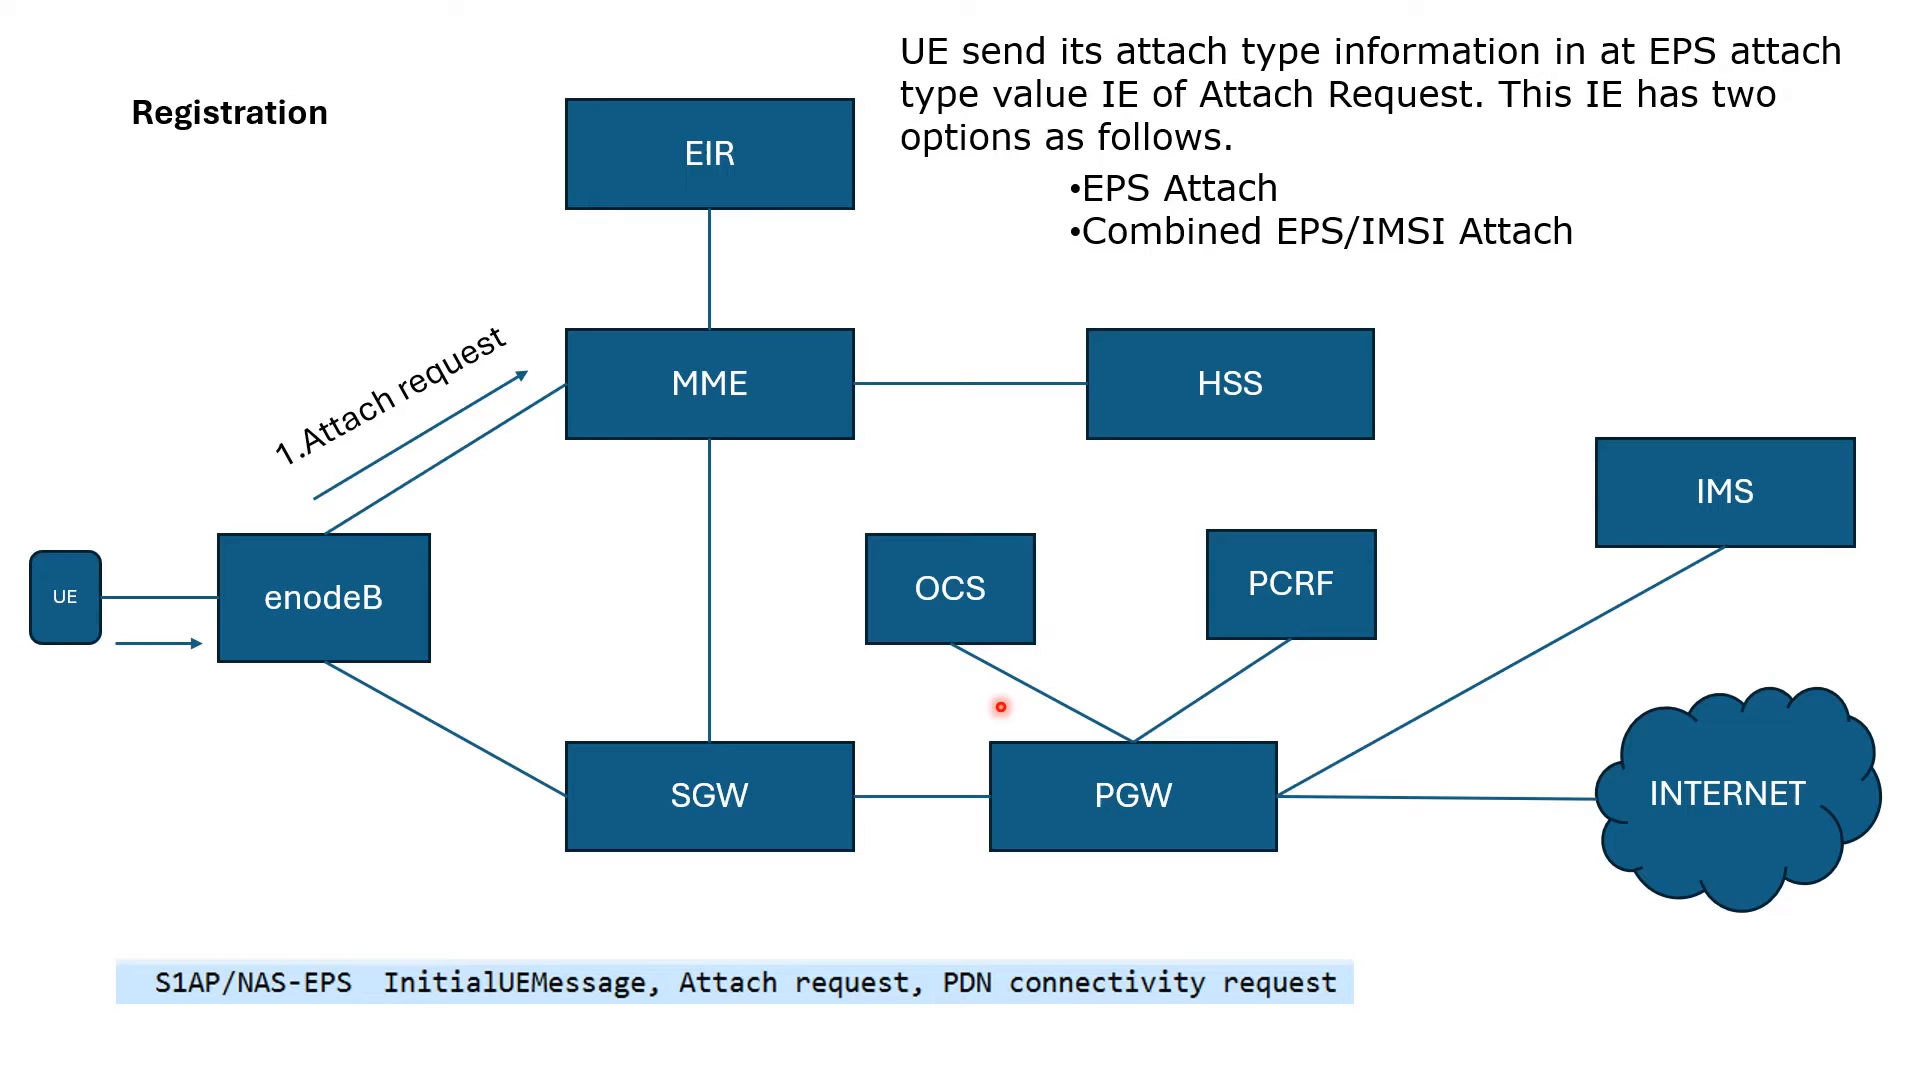 UE send its attach type information in at EPS attach
type value IE of Attach Request. This IE has two
options as follows.
•EPS Attach
•Combined EPS/IMSI Attach
Registration
EIR
1.Attach request
MME
HSS
IMS
UE
enodeB
OCS
PCRF
SGW
PGW
INTERNET
S1AP/NAS-EPS InitialUEMessage, Attach request, PDN connectivity request